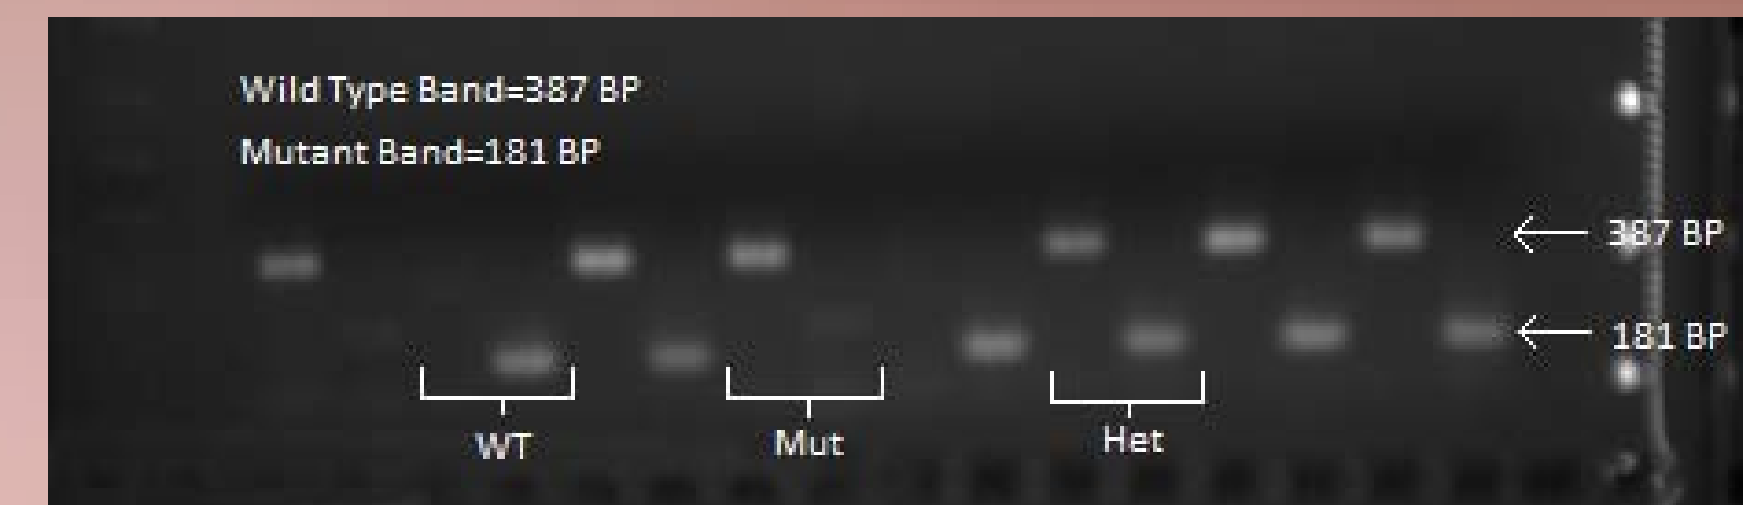 Wild Type Band=387 BP
Mutant Band=181 BP
387 BP
181 BP
WT
Mut
Het